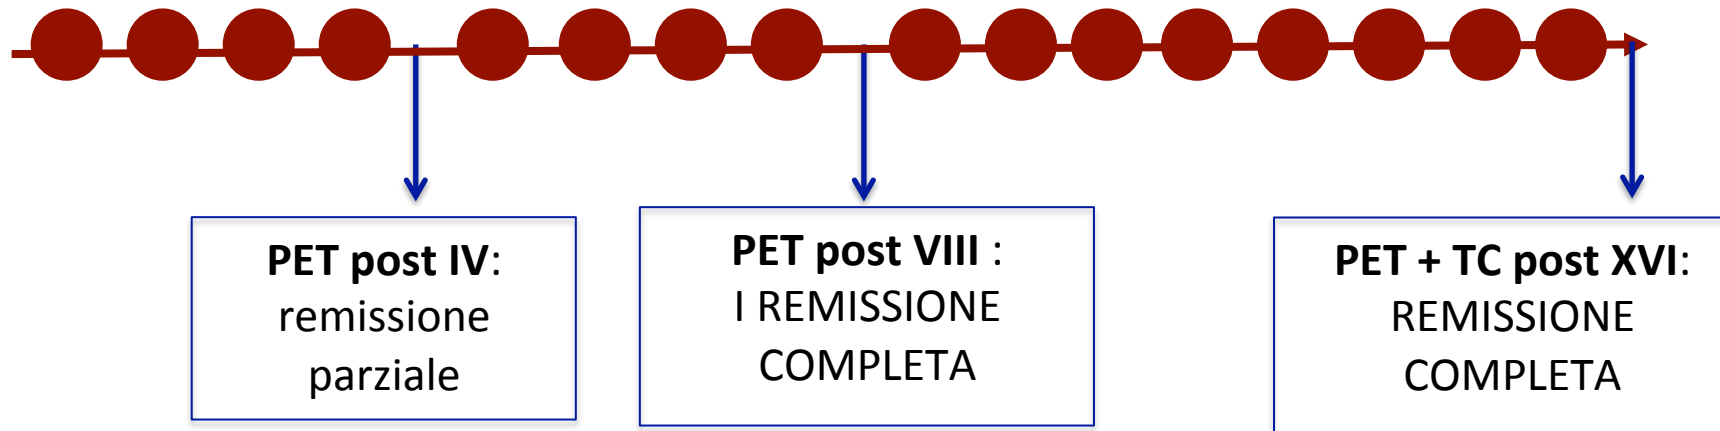 PET post IV:
remissione
parziale
PET post VIII :
I REMISSIONE
COMPLETA
PET + TC post XVI:
REMISSIONE
COMPLETA